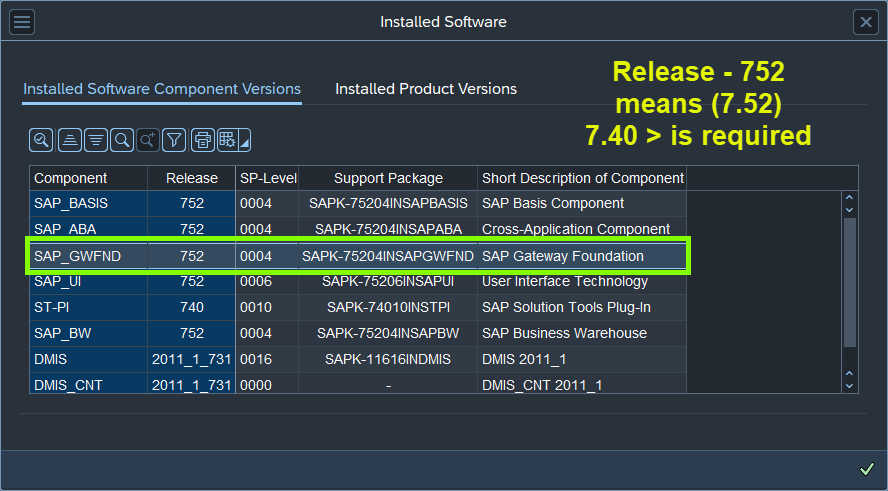 Installed Software
Installed Software Component Versions
Installed Product Versions
Release - 752
means (7.52)
7.40 > is required
Component Release SP-Level Support Package Short Description of Component
SAP_BASIS 752 0004 SAPK-75204INSAPBASIS SAP Basis Component
SAP_ABA 752 0004 SAPK-75204INSAPABA Cross-Application Component
SAP_GWFND 752 0004 SAPK-75204INSAPGWFND SAP Gateway Foundation
SAP_UI 752 0006 SAPK-75206INSAPUI User Interface Technology
ST-PI 740 0010 SAPK-74010INSTPI SAP Solution Tools Plug-In
SAP_BW 752 0004 SAPK-75204INSAPBW SAP Business Warehouse
DMIS 2011_1_731 0016 SAPK-11616INDMIS DMIS 2011_1
DMIS_CNT 2011_1_731 0000 - DMIS_CNT 2011_1